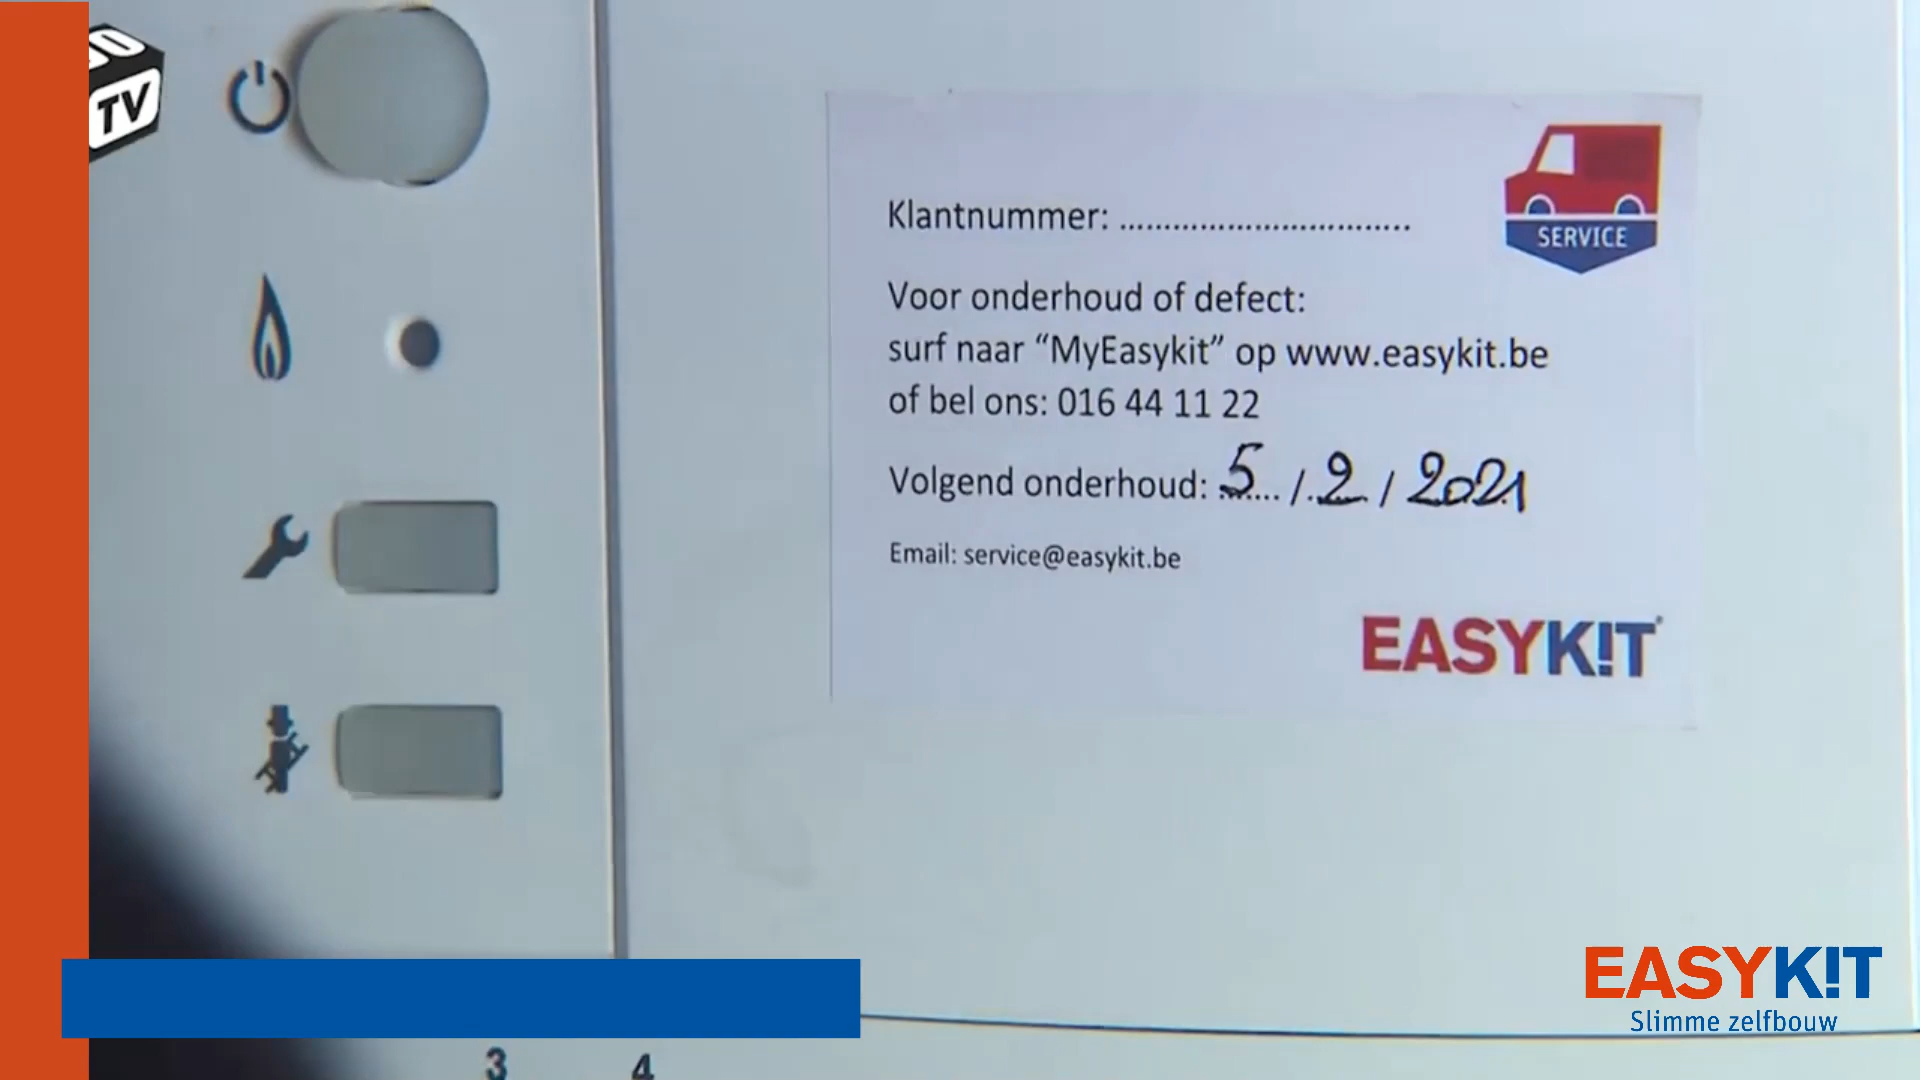 TV
Klantnummer: ....................................
SERVICE
Voor onderhoud of defect:
surf naar “MyEasykit” op www.easykit.be
of bel ons: 016 44 11 22
Volgend onderhoud: 5 / 2 / 2021
Email: service@easykit.be
EASYK!T
EASYK!T
Slimme zelfbouw
3 4